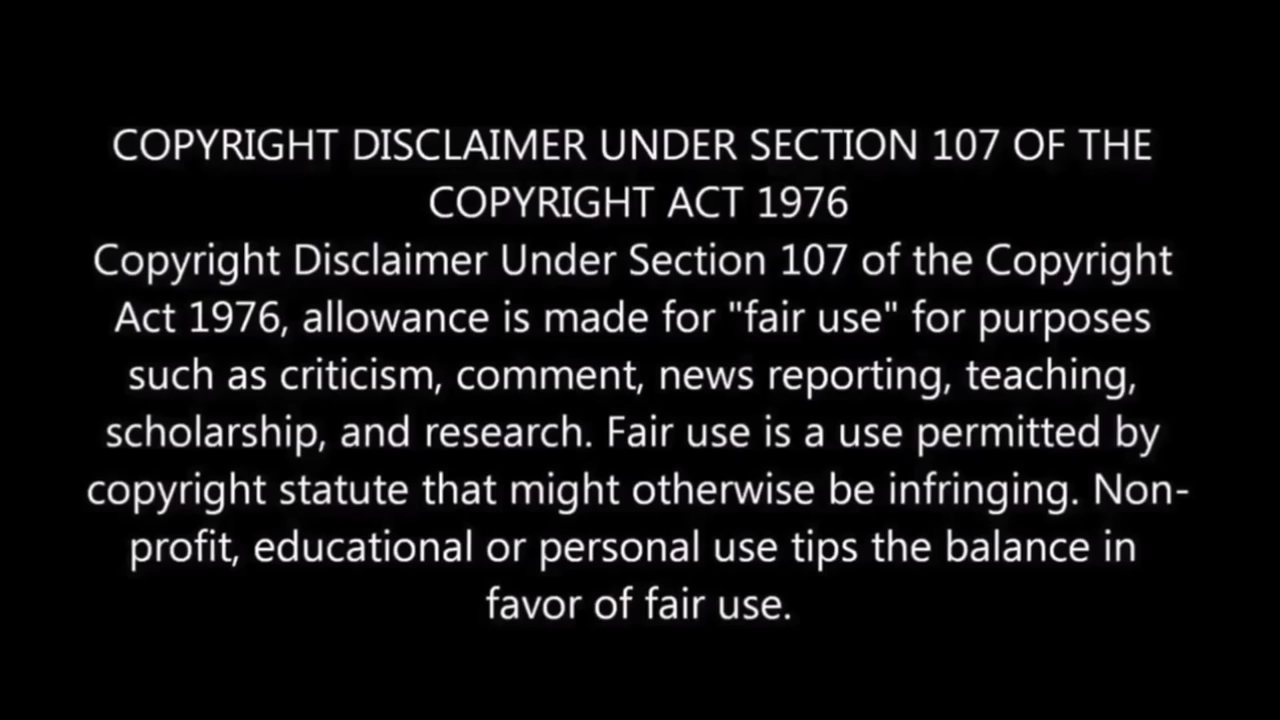 COPYRIGHT DISCLAIMER UNDER SECTION 107 OF THE
COPYRIGHT ACT 1976
Copyright Disclaimer Under Section 107 of the Copyright
Act 1976, allowance is made for "fair use" for purposes
such as criticism, comment, news reporting, teaching,
scholarship, and research. Fair use is a use permitted by
copyright statute that might otherwise be infringing. Non-
profit, educational or personal use tips the balance in
favor of fair use.